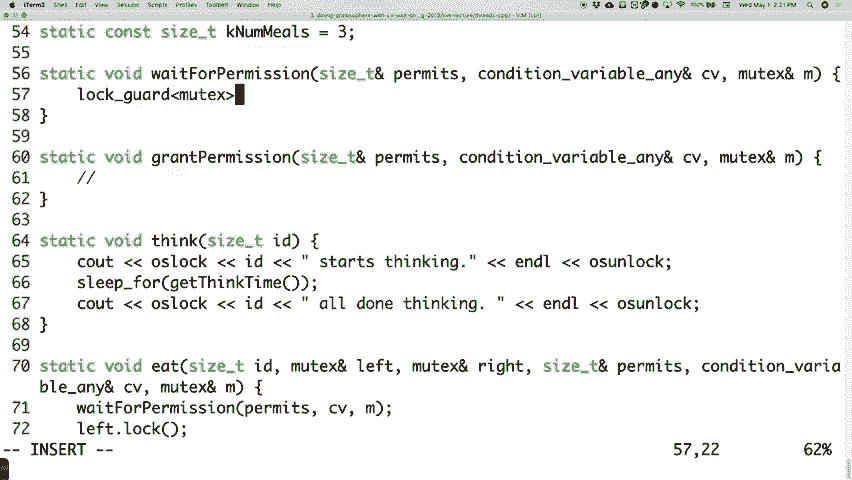 iTerm2 Shell Edit View Session Scripts Profiles Toolbelt Window Help
Wed May 1 2:21 PM
54 static const size_t kNumMeals = 3;
55
56 static void waitForPermission(size_t& permits, condition_variable_any& cv, mutex& m) {
57 lock_guard<mutex>
58 }
59
60 static void grantPermission(size_t& permits, condition_variable_any& cv, mutex& m) {
61 //
62 }
63
64 static void think(size_t id) {
65 cout << oslock << id << " starts thinking." << endl << osunlock;
66 sleep_for(getThinkTime());
67 cout << oslock << id << " all done thinking. " << endl << osunlock;
68 }
69
70 static void eat(size_t id, mutex& left, mutex& right, size_t& permits, condition_varia
ble_any& cv, mutex& m) {
71 waitForPermission(permits, cv, m);
72 left.lock();
-- INSERT -- 57,22 62%